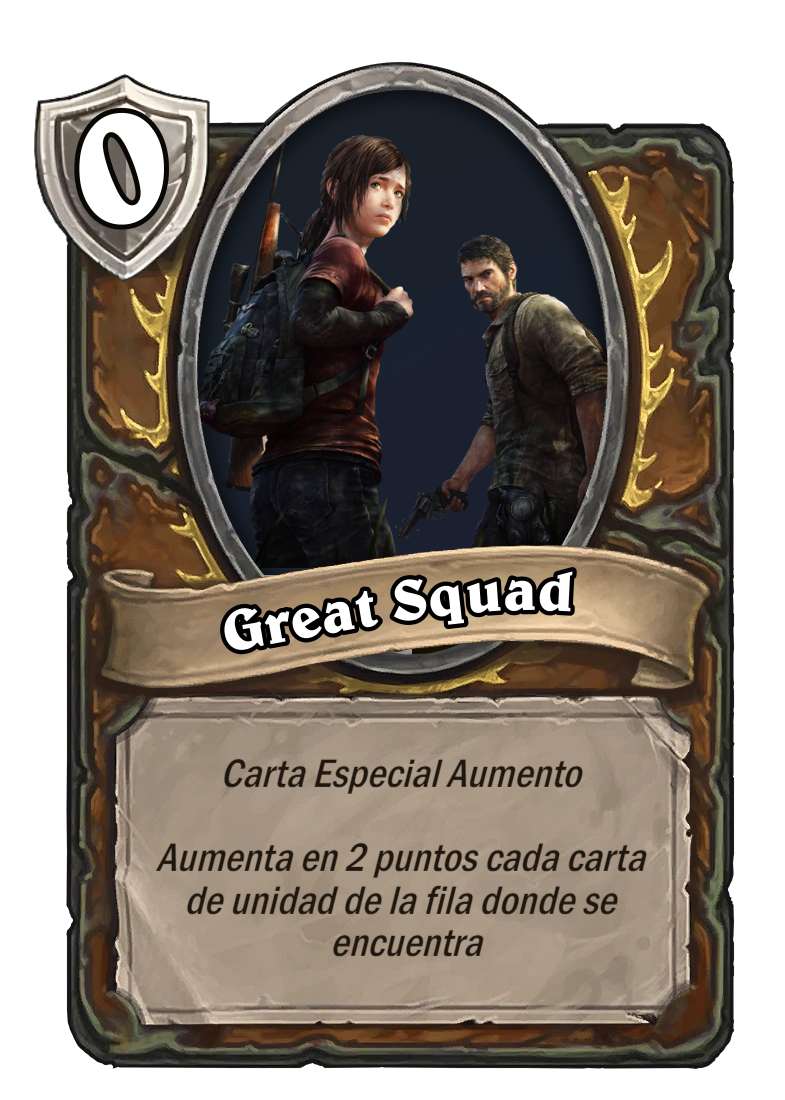 0
Great Squad
Carta Especial Aumento
Aumenta en 2 puntos cada carta
de unidad de la fila donde se
encuentra